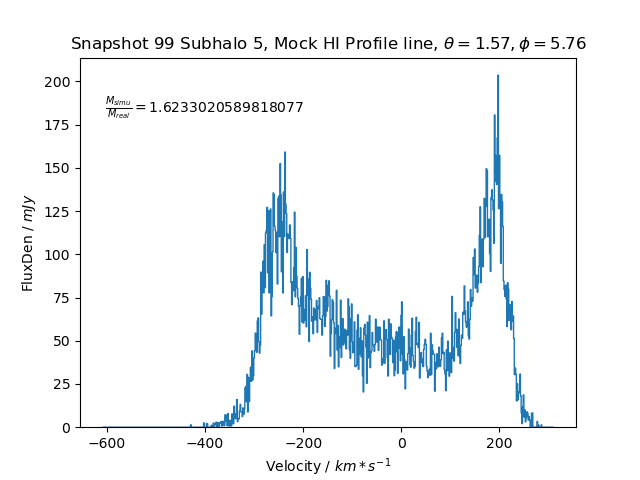 Snapshot 99 Subhalo 5, Mock HI Profile line, θ = 1.57, ϕ = 5.76
M_simu/M_real = 1.6233020589818077
FluxDen / mJy
200
175
150
125
100
75
50
25
0
−600 −400 −200 0 200
Velocity / km * s⁻¹